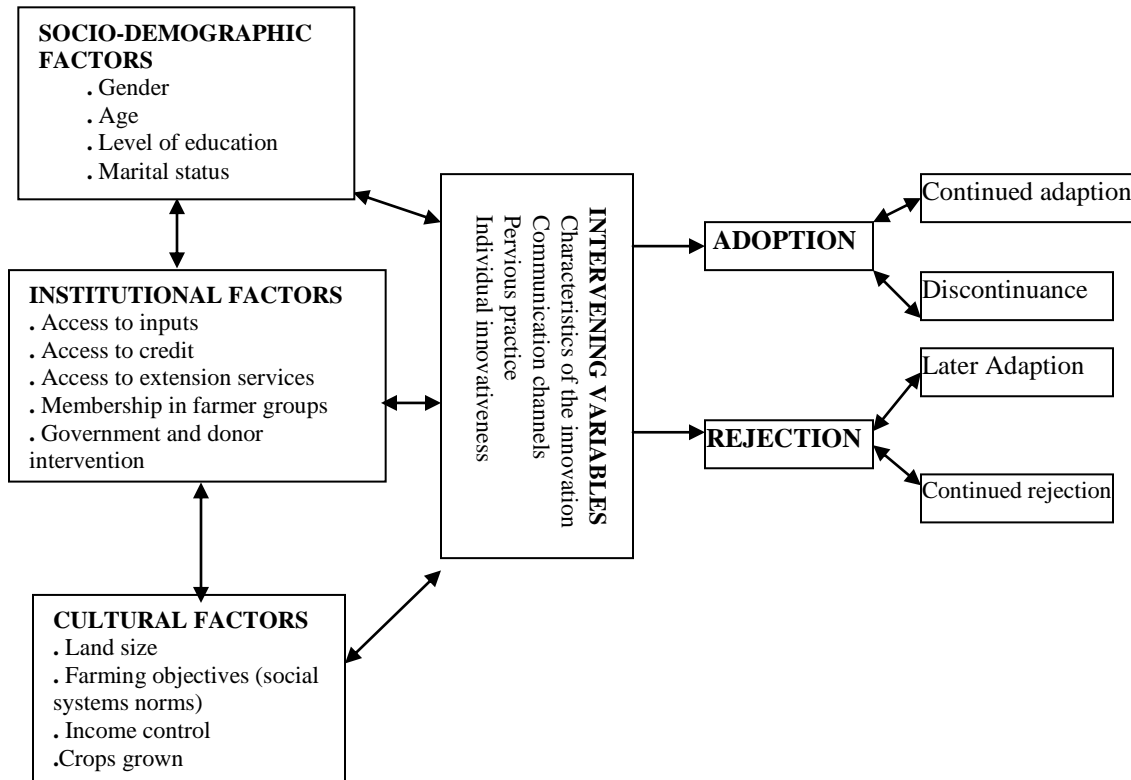 SOCIO-DEMOGRAPHIC
FACTORS
. Gender
. Age
. Level of education
. Marital status
INSTITUTIONAL FACTORS
. Access to inputs
. Access to credit
. Access to extension services
. Membership in farmer groups
. Government and donor
intervention
CULTURAL FACTORS
. Land size
. Farming objectives (social
systems norms)
. Income control
.Crops grown
INTERVENING VARIABLES
Characteristics of the innovation
Communication channels
Pervious practice
Individual innovativeness
ADOPTION
REJECTION
Continued adaption
Discontinuance
Later Adaption
Continued rejection